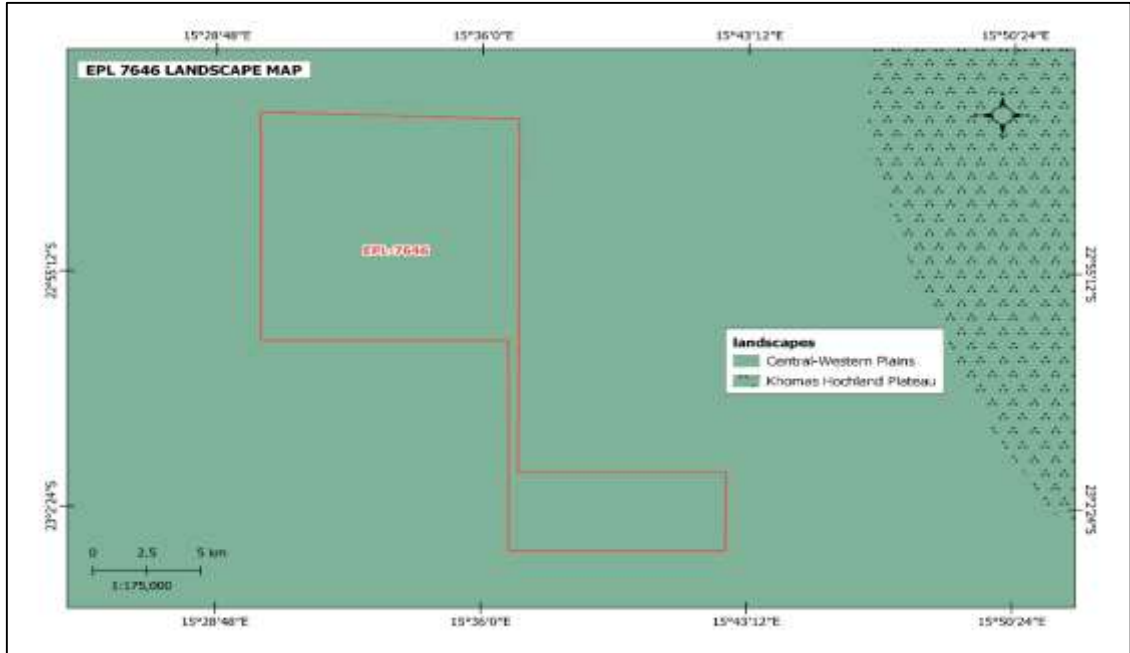 15°28'48"E 15°36'0"E 15°43'12"E 15°50'24"E
EPL 7646 LANDSCAPE MAP
EPL 7646
22°55'12"S 22°55'12"S
landscapes
Central-Western Plains
Khomas Hochland Plateau
23°2'24"S 23°2'24"S
0 2.5 5 km
1:175,000
15°28'48"E 15°36'0"E 15°43'12"E 15°50'24"E